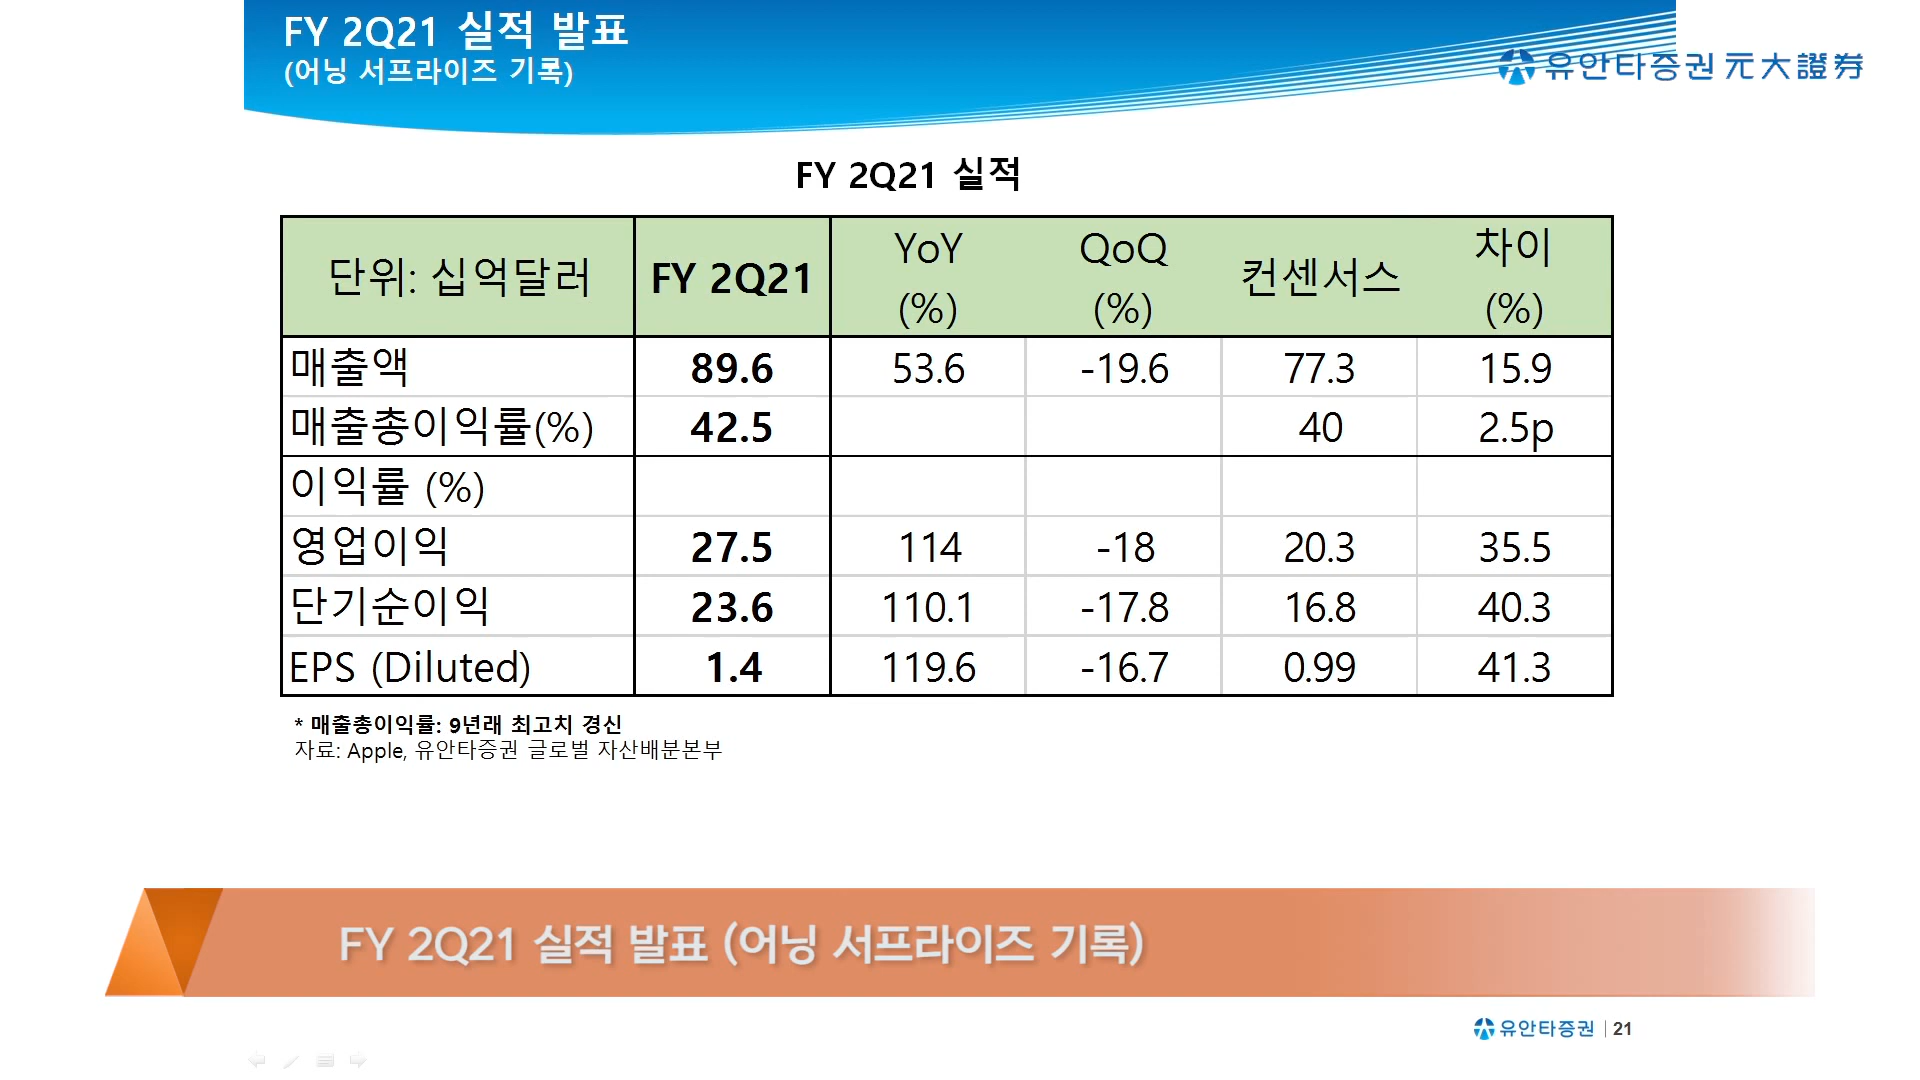 FY 2Q21 실적 발표
(어닝 서프라이즈 기록)
유안타증권 元大證券
FY 2Q21 실적
단위: 십억달러 FY 2Q21 YoY (%) QoQ (%) 컨센서스 차이 (%)
매출액 89.6 53.6 -19.6 77.3 15.9
매출총이익률(%) 42.5 40 2.5p
이익률 (%)
영업이익 27.5 114 -18 20.3 35.5
단기순이익 23.6 110.1 -17.8 16.8 40.3
EPS (Diluted) 1.4 119.6 -16.7 0.99 41.3
* 매출총이익률: 9년래 최고치 경신
자료: Apple, 유안타증권 글로벌 자산배분본부
FY 2Q21 실적 발표 (어닝 서프라이즈 기록)
유안타증권 | 21